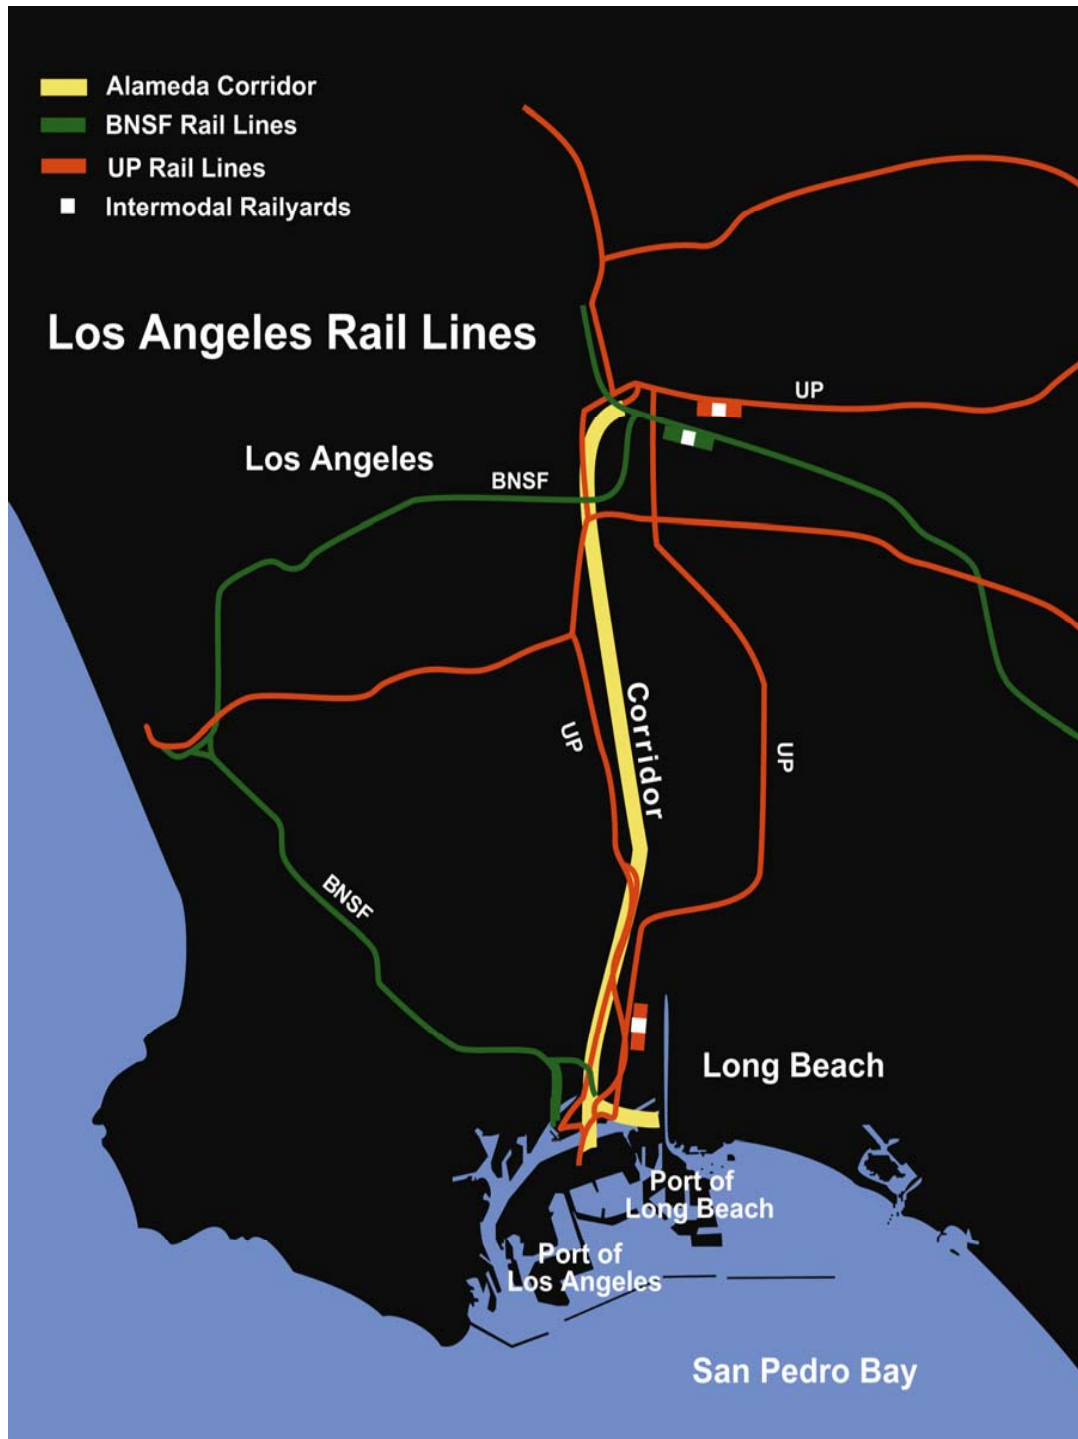 Alameda Corridor
BNSF Rail Lines
UP Rail Lines
Intermodal Railyards
Los Angeles Rail Lines
UP
Los Angeles
BNSF
Corridor
UP
UP
BNSF
Long Beach
Port of
Long Beach
Port of
Los Angeles
San Pedro Bay